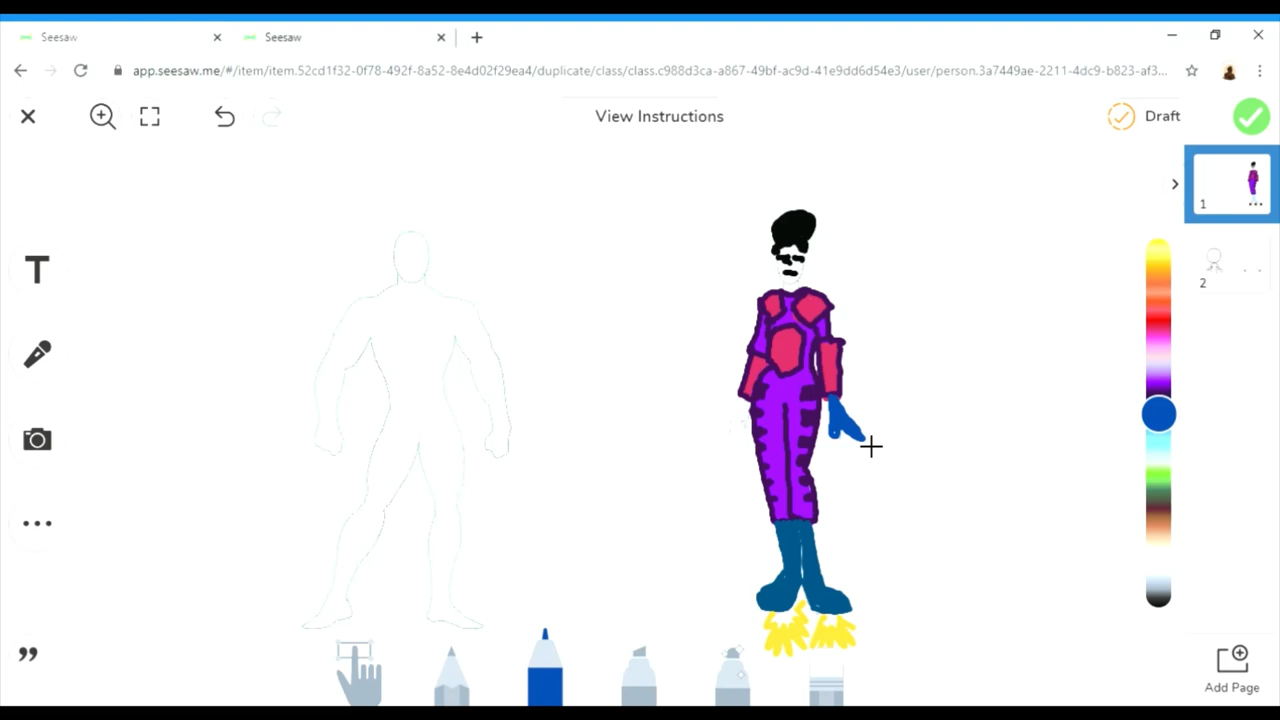 Seesaw
Seesaw
app.seesaw.me/#/item/item.52cd1f32-0f78-492f-8a52-8e4d02f29ea4/duplicate/class/class.c988d3ca-a867-49bf-ac9d-41e9dd6d54e3/user/person.3a7449ae-2211-4dc9-b823-af3...
View Instructions
Draft
1
T
2
Add Page